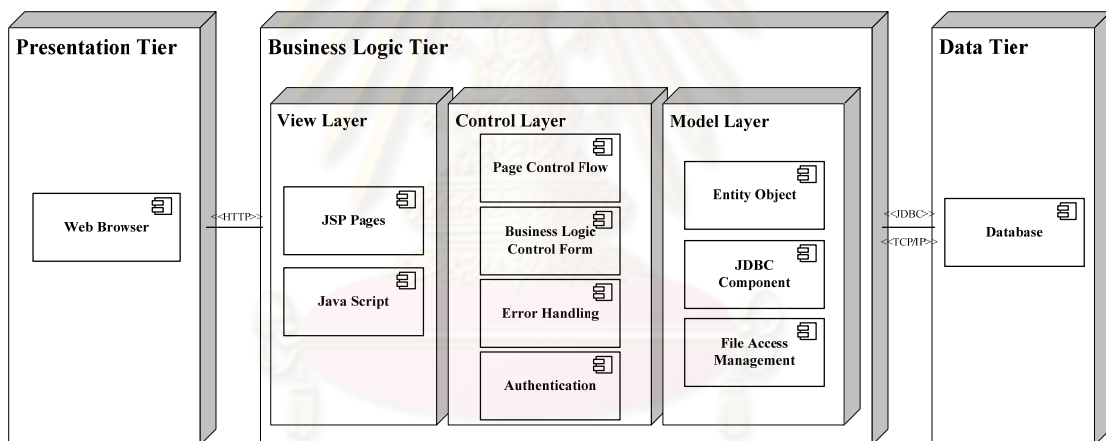 Presentation Tier
Web Browser
<<HTTP>>
Business Logic Tier
View Layer
JSP Pages
Java Script
Control Layer
Page Control Flow
Business Logic
Control Form
Error Handling
Authentication
Model Layer
Entity Object
JDBC
Component
File Access
Management
<<JDBC>>
<<TCP/IP>>
Data Tier
Database